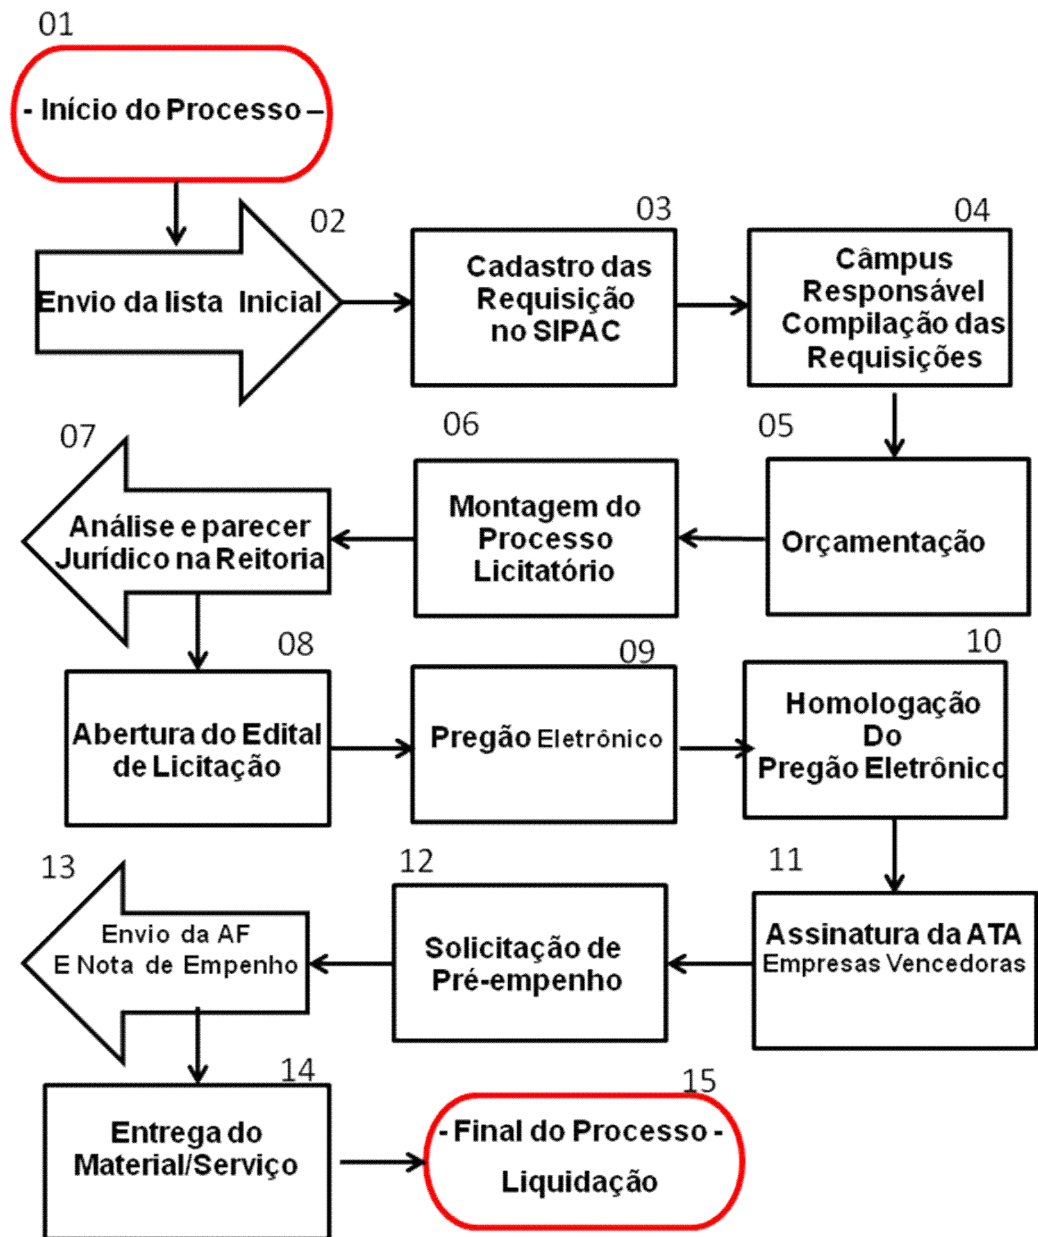 01
- Início do Processo –
02
Envio da lista Inicial
03
Cadastro das
Requisição
no SIPAC
04
Câmpus
Responsável
Compilação das
Requisições
05
Orçamentação
06
Montagem do
Processo
Licitatório
07
Análise e parecer
Jurídico na Reitoria
08
Abertura do Edital
de Licitação
09
Pregão Eletrônico
10
Homologação
Do
Pregão Eletrônico
11
Assinatura da ATA
Empresas Vencedoras
12
Solicitação de
Pré-empenho
13
Envio da AF
E Nota de Empenho
14
Entrega do
Material/Serviço
15
- Final do Processo -
Liquidação